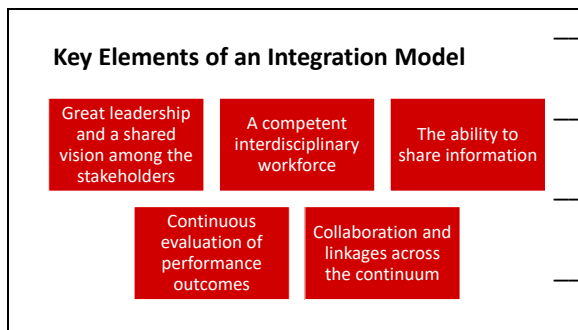 Key Elements of an Integration Model
Great leadership
and a shared
vision among the
stakeholders
A competent
interdisciplinary
workforce
The ability to
share information
Continuous
evaluation of
performance
outcomes
Collaboration and
linkages across
the continuum